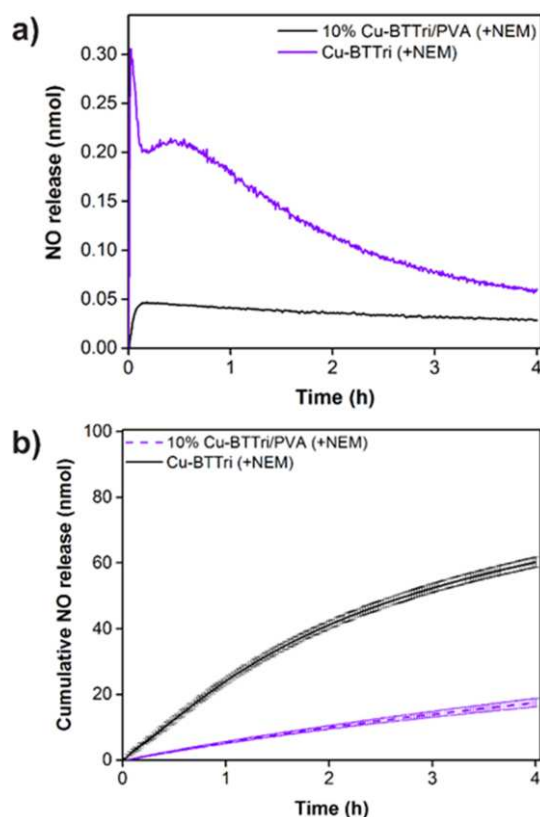 a)
10% Cu-BTTri/PVA (+NEM)
Cu-BTTri (+NEM)
NO release (nmol)
0.30
0.25
0.20
0.15
0.10
0.05
0.00
0 1 2 3 4
Time (h)
b)
10% Cu-BTTri/PVA (+NEM)
Cu-BTTri (+NEM)
Cumulative NO release (nmol)
100
80
60
40
20
0
0 1 2 3 4
Time (h)